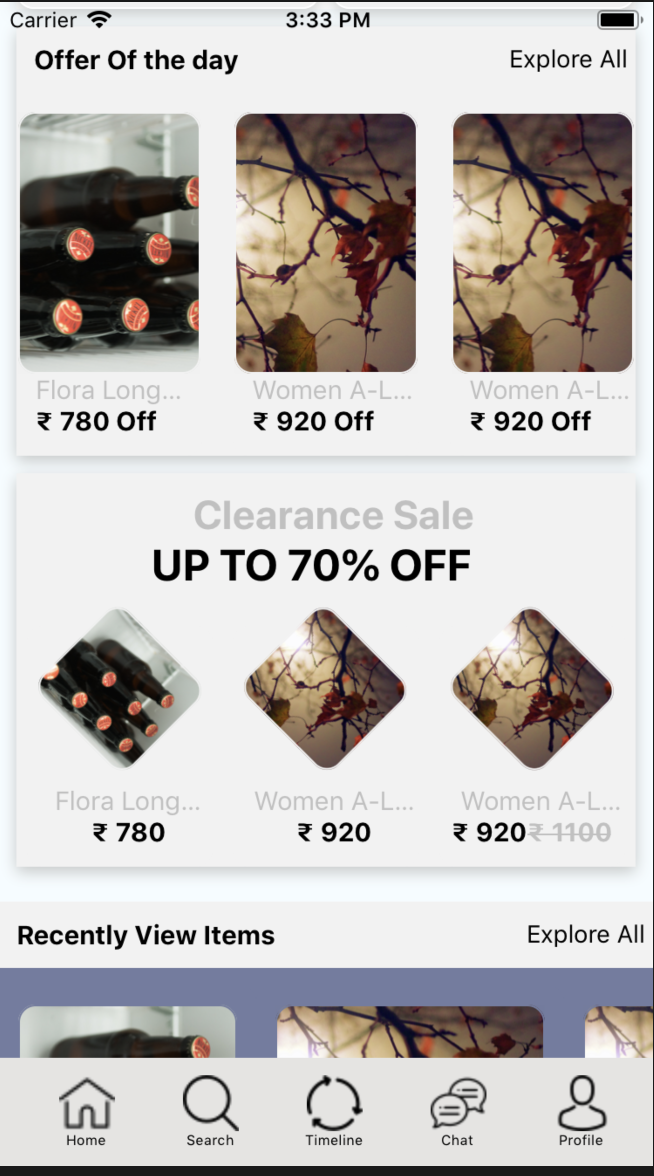 Carrier 3:33 PM
Offer Of the day Explore All
Flora Long... Women A-L... Women A-L...
₹ 780 Off ₹ 920 Off ₹ 920 Off
Clearance Sale
UP TO 70% OFF
Flora Long... Women A-L... Women A-L...
₹ 780 ₹ 920 ₹ 920₹ 1100
Recently View Items Explore All
Home Search Timeline Chat Profile